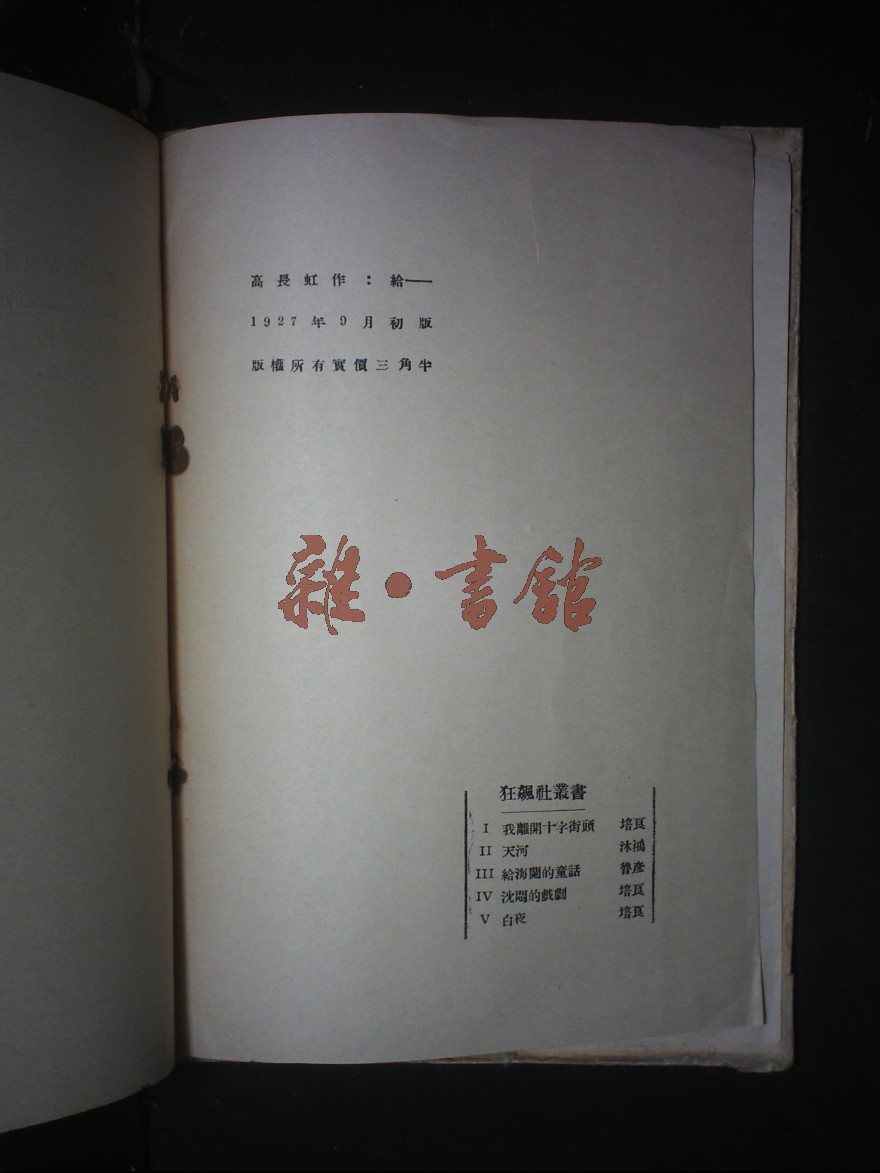 高長虹作：給——
1927年9月初版
版權所有實價三角半
雜•書館
狂飆社叢書
I 我離開十字街頭 培良
II 天河 沐鴻
III 給海蘭的童話 魯彥
IV 沈悶的戲劇 培良
V 白夜 培良